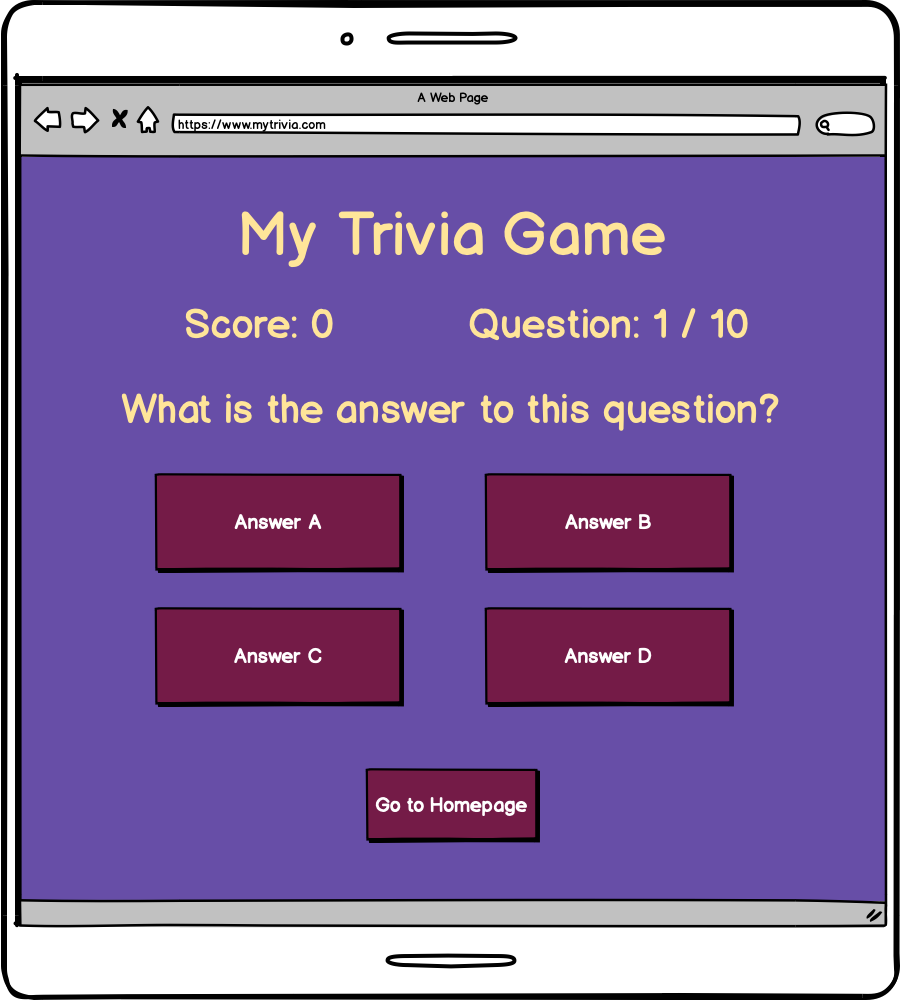 A Web Page
https://www.mytrivia.com
My Trivia Game
Score: 0 Question: 1 / 10
What is the answer to this question?
Answer A Answer B
Answer C Answer D
Go to Homepage